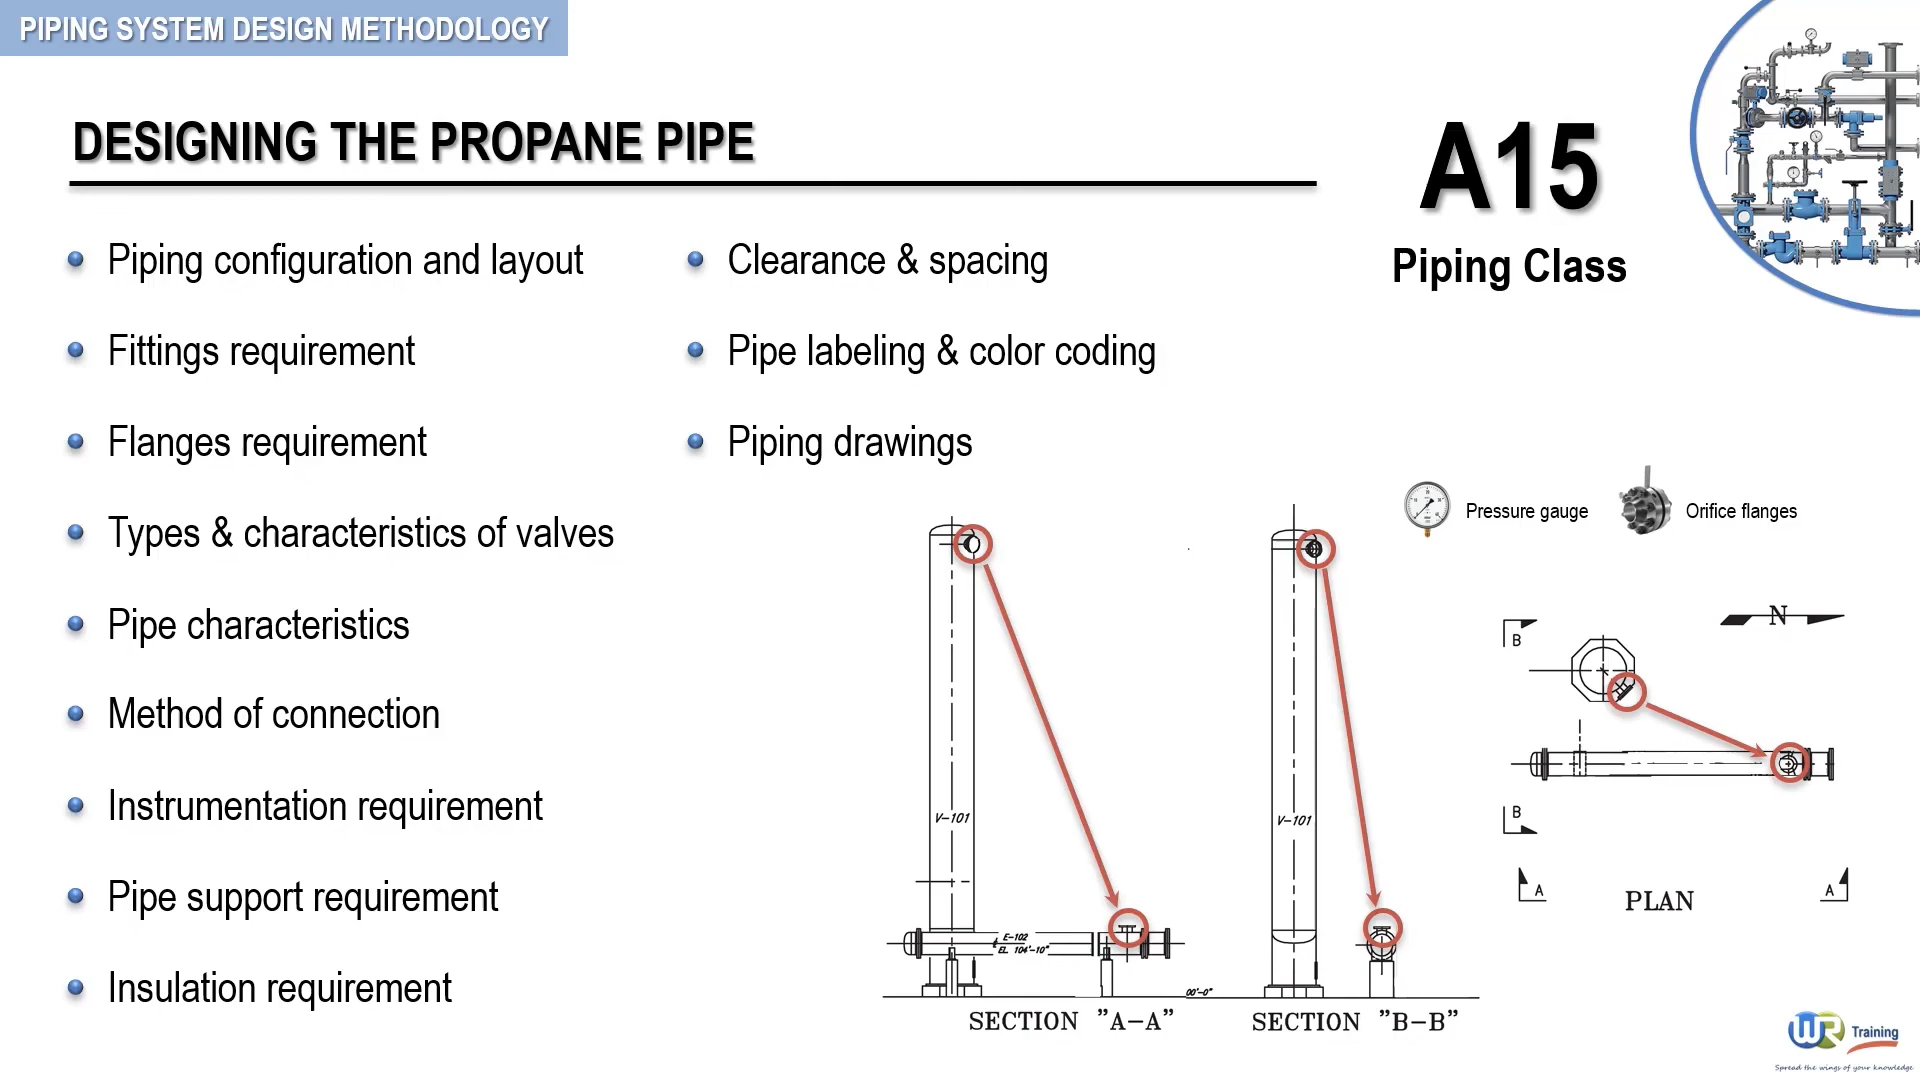 PIPING SYSTEM DESIGN METHODOLOGY
DESIGNING THE PROPANE PIPE
A15
Piping Class
Piping configuration and layout
Fittings requirement
Flanges requirement
Types & characteristics of valves
Pipe characteristics
Method of connection
Instrumentation requirement
Pipe support requirement
Insulation requirement
Clearance & spacing
Pipe labeling & color coding
Piping drawings
Pressure gauge
Orifice flanges
V-101
E-102
EL 104'-10"
00'-0"
SECTION "A-A"
V-101
SECTION "B-B"
N
B
B
A
A
PLAN
WR Training
Spread the wings of your knowledge